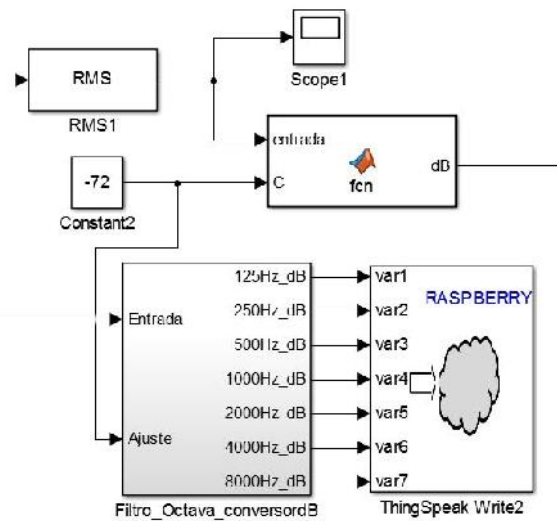 RMS
RMS1
Scope1
entrada
C
fcn
dB
-72
Constant2
Entrada
Ajuste
125Hz_dB
250Hz_dB
500Hz_dB
1000Hz_dB
2000Hz_dB
4000Hz_dB
8000Hz_dB
Filtro_Octava_conversordB
var1
var2
var3
var4
var5
var6
var7
RASPBERRY
ThingSpeak Write2